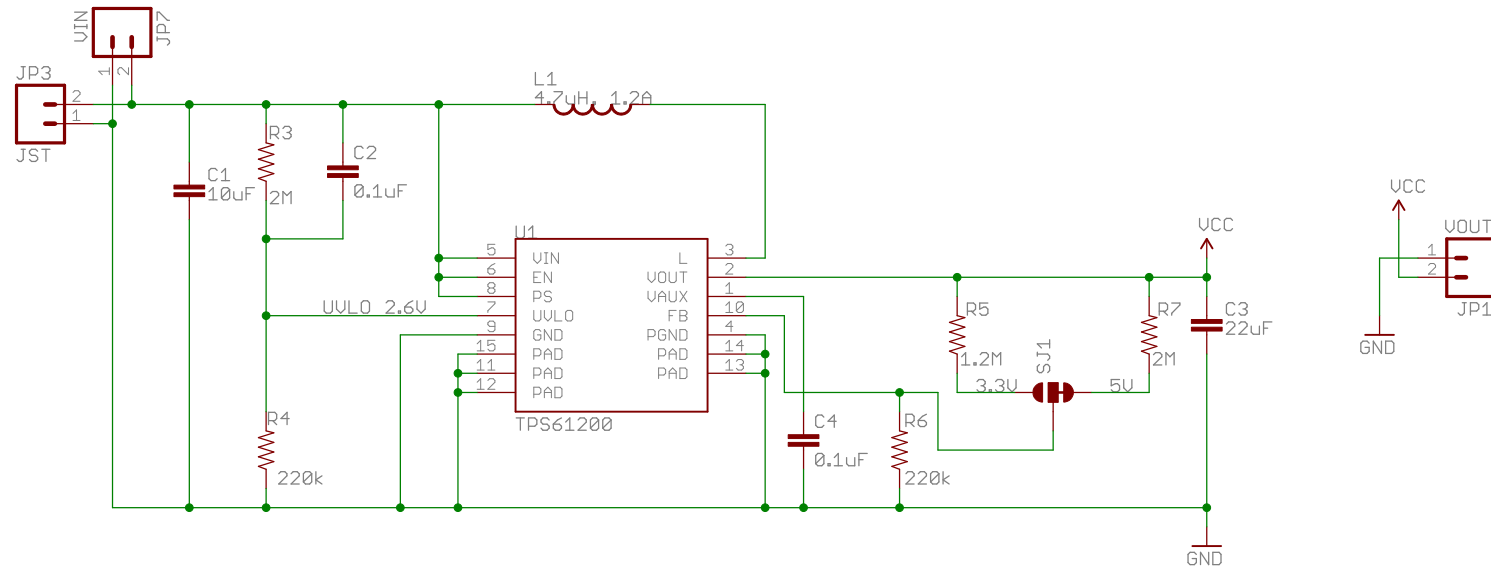 VIN
JP7
1
2
JP3
2
1
JST
L1
4.7uH, 1.2A
R3
2M
C2
0.1uF
C1
10uF
VCC
VCC
VOUT
1
2
JP1
GND
U1
5 VIN L 3
6 EN VOUT 2
8 PS VAUX 1
UVLO 2.6V
7 UVLO FB 10
9 GND PGND 4
15 PAD PAD 14
11 PAD PAD 13
12 PAD
TPS61200
R5
1.2M
R7
2M
C3
22uF
SJ1
3.3V
5V
R4
220k
C4
0.1uF
R6
220k
GND